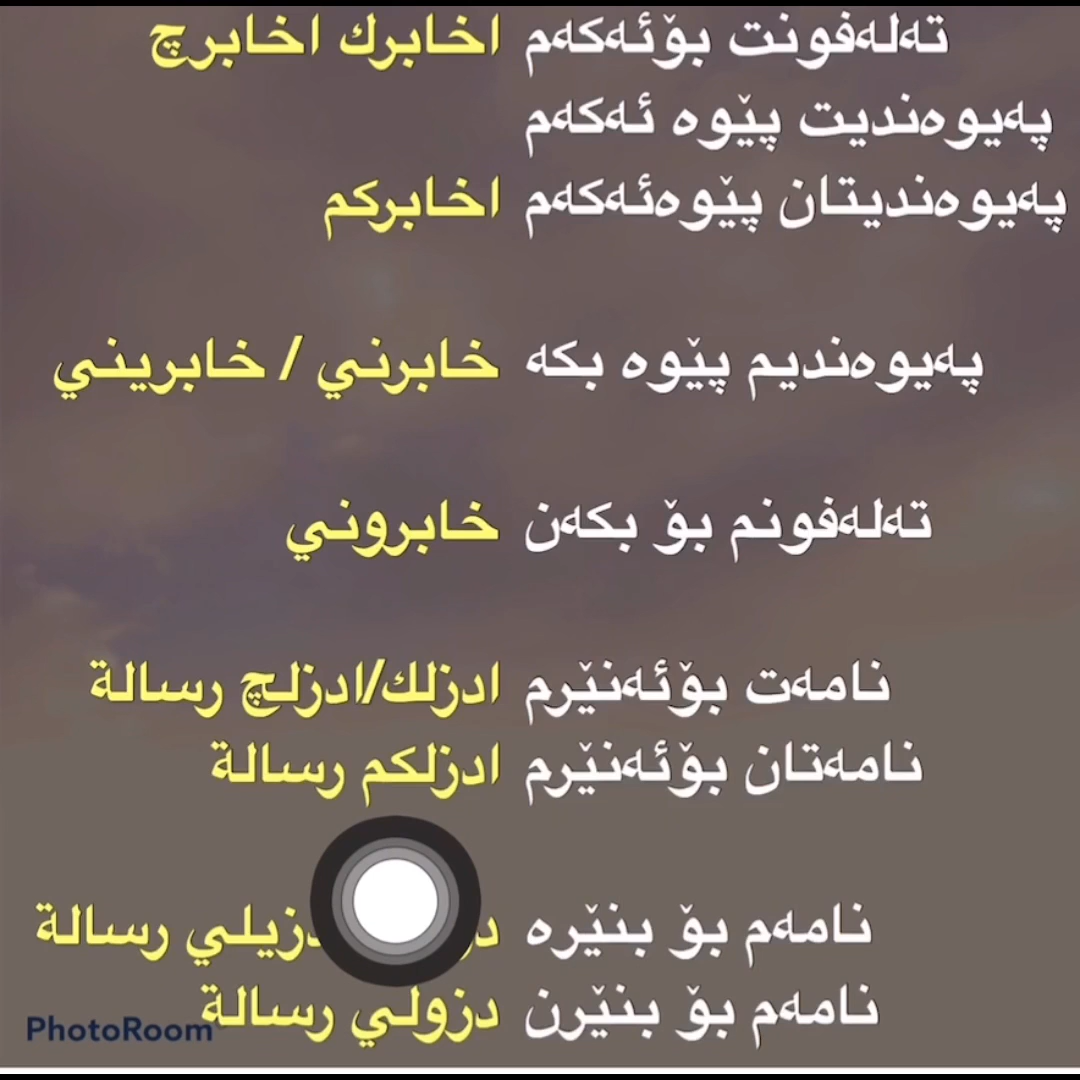 تەلەفونت بۆئەکەم اخابرك اخابرچ
پەیوەندیت پێوە ئەکەم
پەیوەندیتان پێوەئەکەم اخابركم
پەیوەندیم پێوە بکە خابرني / خابريني
تەلەفونم بۆ بکەن خابروني
نامەت بۆئەنێرم ادزلك/ادزلچ رسالة
نامەتان بۆئەنێرم ادزلكم رسالة
نامەم بۆ بنێرە دزيلي رسالة
نامەم بۆ بنێرن دزولي رسالة
PhotoRoom